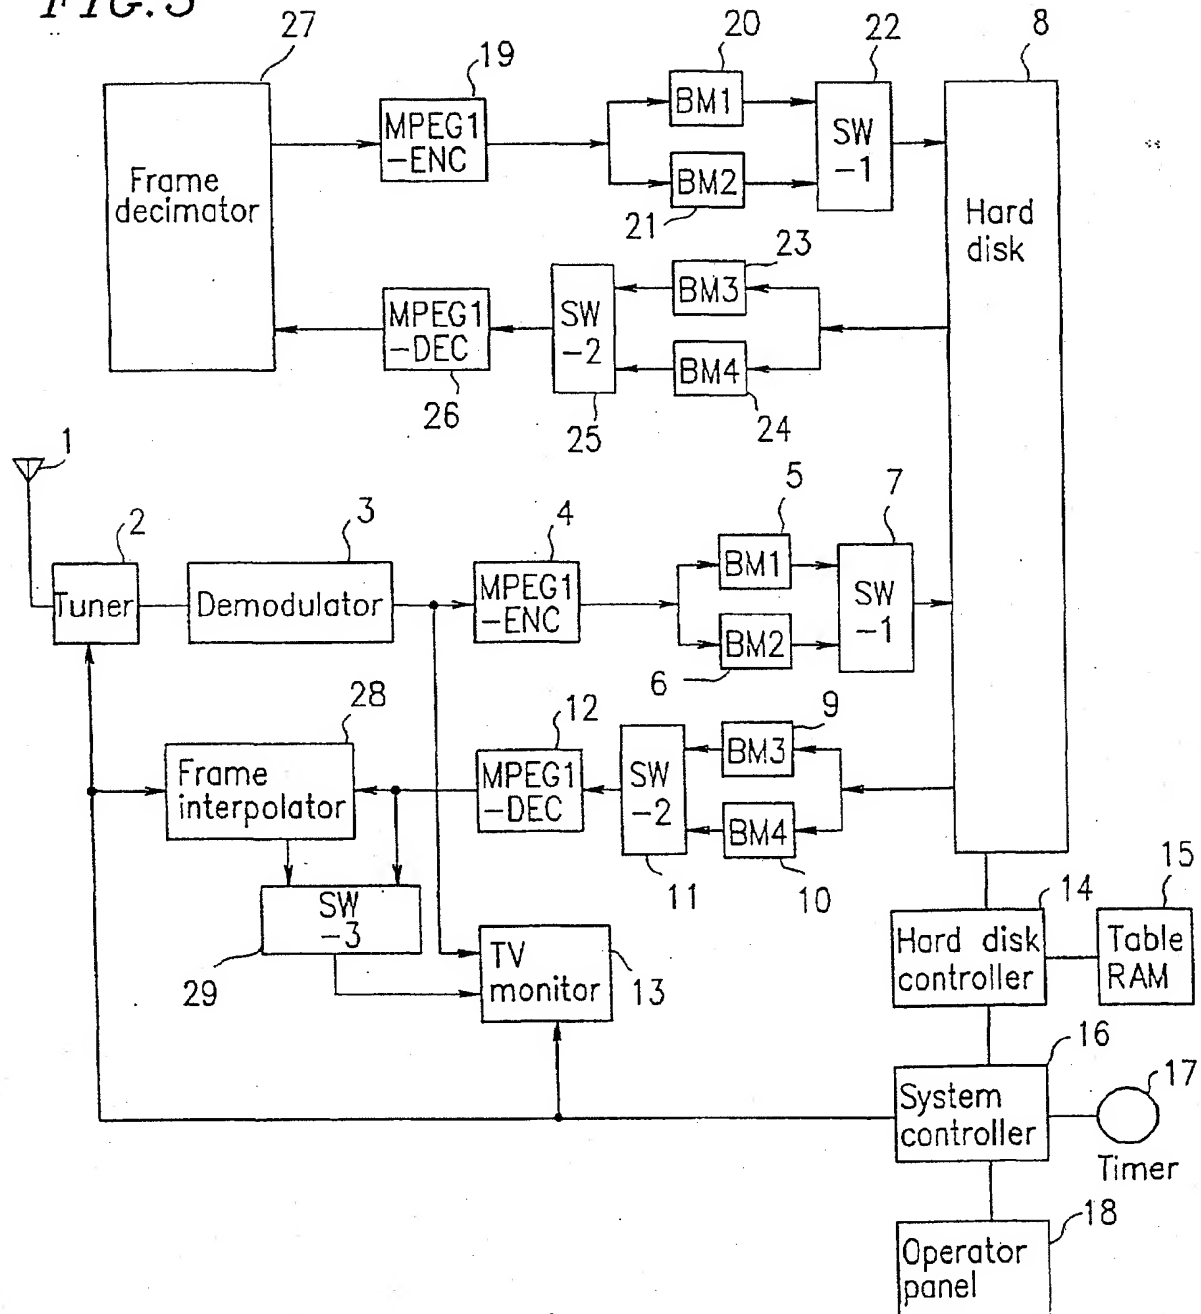 FIG. 5
27
19
20
22
8
MPEG1
-ENC
BM1
SW
-1
Frame
decimator
BM2
21
Hard
disk
23
MPEG1
-DEC
SW
-2
BM3
BM4
26
25
24
1
2
3
4
5
7
Tuner
Demodulator
MPEG1
-ENC
BM1
SW
-1
BM2
6
28
12
9
Frame
interpolator
MPEG1
-DEC
SW
-2
BM3
BM4
11
10
14
15
SW
-3
29
TV
monitor
13
Hard disk
controller
Table
RAM
16
17
System
controller
Timer
18
Operator
panel